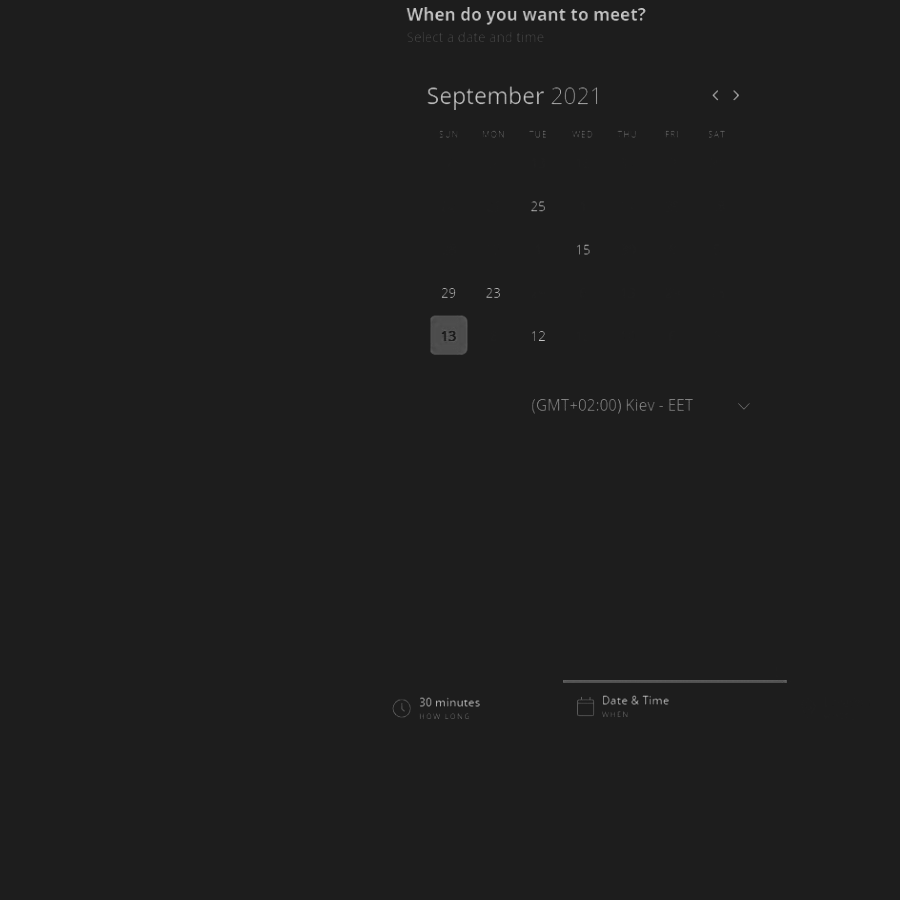 When do you want to meet?
Select a date and time
September 2021
SUN MON TUE WED THU FRI SAT
25
15
29 23
13 12
(GMT+02:00) Kiev - EET
30 minutes
HOW LONG
Date & Time
WHEN